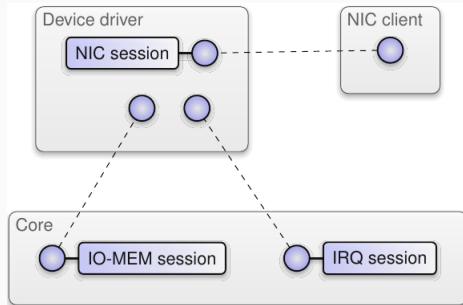 Device driver
NIC client
NIC session
Core
IO-MEM session
IRQ session